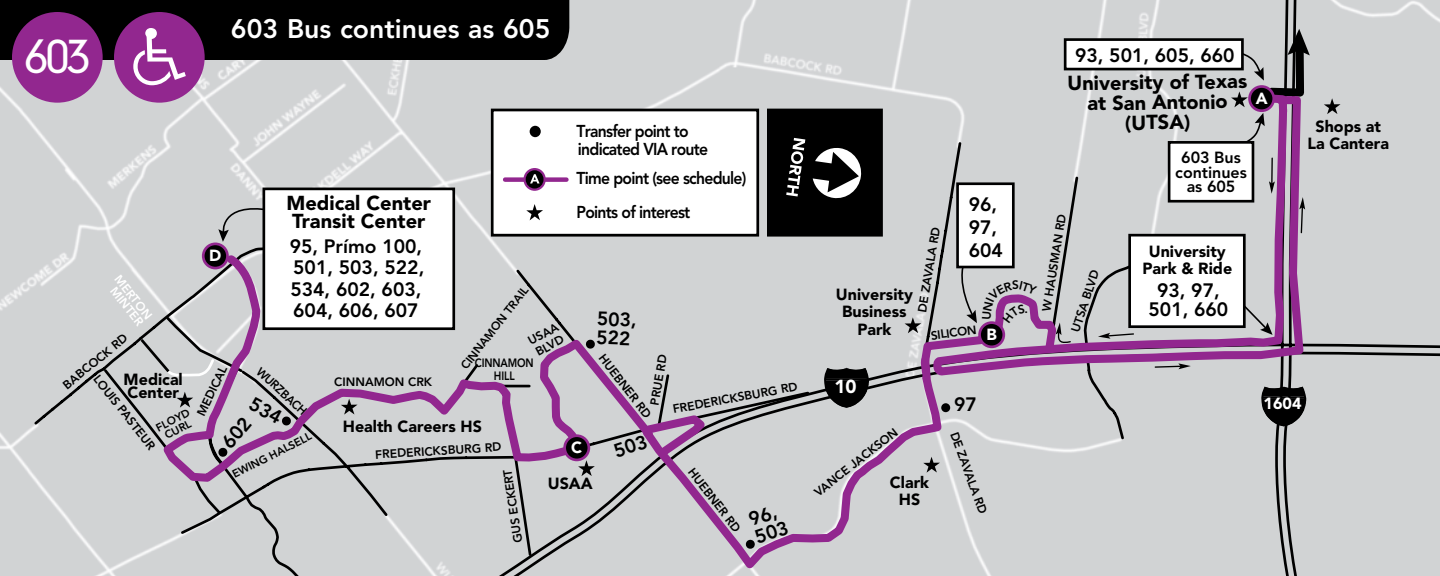 603
603 Bus continues as 605
Transfer point to
indicated VIA route
A
Time point (see schedule)
Points of interest
NORTH
93, 501, 605, 660
University of Texas
at San Antonio
(UTSA)
A
Shops at
La Cantera
603 Bus
continues
as 605
University
Park & Ride
93, 97,
501, 660
96,
97,
604
Medical Center
Transit Center
95, Prímo 100,
501, 503, 522,
534, 602, 603,
604, 606, 607
D
BABCOCK RD
JOHN WAYNE
MERKENS
NEWCOME DR
MERTON
MINTER
BABCOCK RD
LOUIS PASTEUR
Medical
Center
FLOYD
CURL
MEDICAL
WURZBACH
534
602
EWING HALSELL
CINNAMON CRK
Health Careers HS
FREDERICKSBURG RD
CINNAMON TRAIL
CINNAMON
HILL
USAA
BLVD
503,
522
HUEBNER RD
PRUE RD
FREDERICKSBURG RD
C
USAA
503
GUS ECKERT
HUEBNER RD
96,
503
VANCE JACKSON
10
University
Business
Park
DE ZAVALA RD
SILICON
B
UNIVERSITY
HTS.
W HAUSMAN RD
UTSA BLVD
97
Clark
HS
DE ZAVALA RD
1604